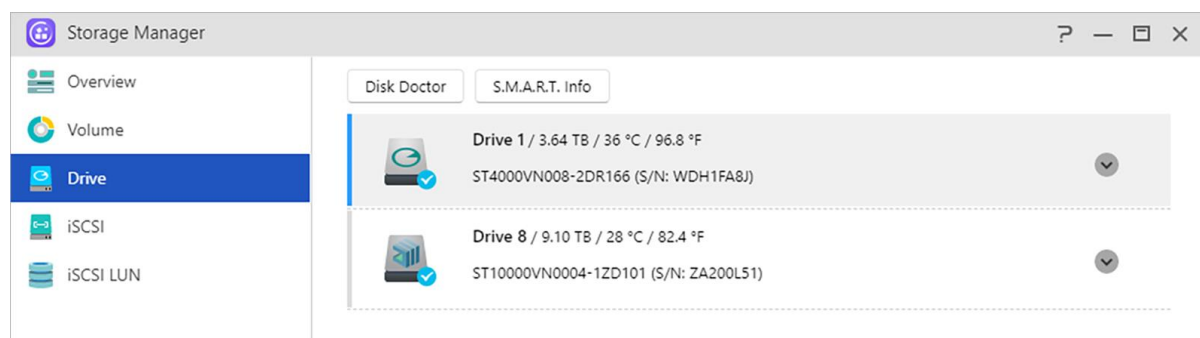 Storage Manager
Overview
Volume
Drive
iSCSI
iSCSI LUN
Disk Doctor
S.M.A.R.T. Info
Drive 1 / 3.64 TB / 36 °C / 96.8 °F
ST4000VN008-2DR166 (S/N: WDH1FA8J)
Drive 8 / 9.10 TB / 28 °C / 82.4 °F
ST10000VN0004-1ZD101 (S/N: ZA200L51)